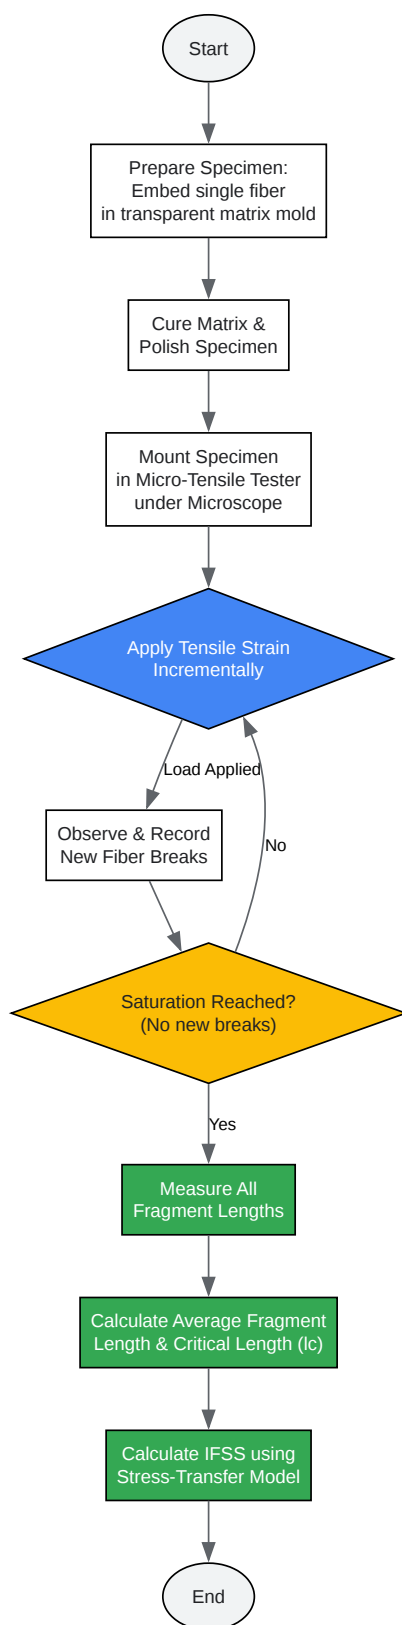 Start
Prepare Specimen:
Embed single fiber
in transparent matrix mold
Cure Matrix &
Polish Specimen
Mount Specimen
in Micro-Tensile Tester
under Microscope
Apply Tensile Strain
Incrementally
Load Applied
Observe & Record
New Fiber Breaks
No
Saturation Reached?
(No new breaks)
Yes
Measure All
Fragment Lengths
Calculate Average Fragment
Length & Critical Length (lc)
Calculate IFSS using
Stress-Transfer Model
End